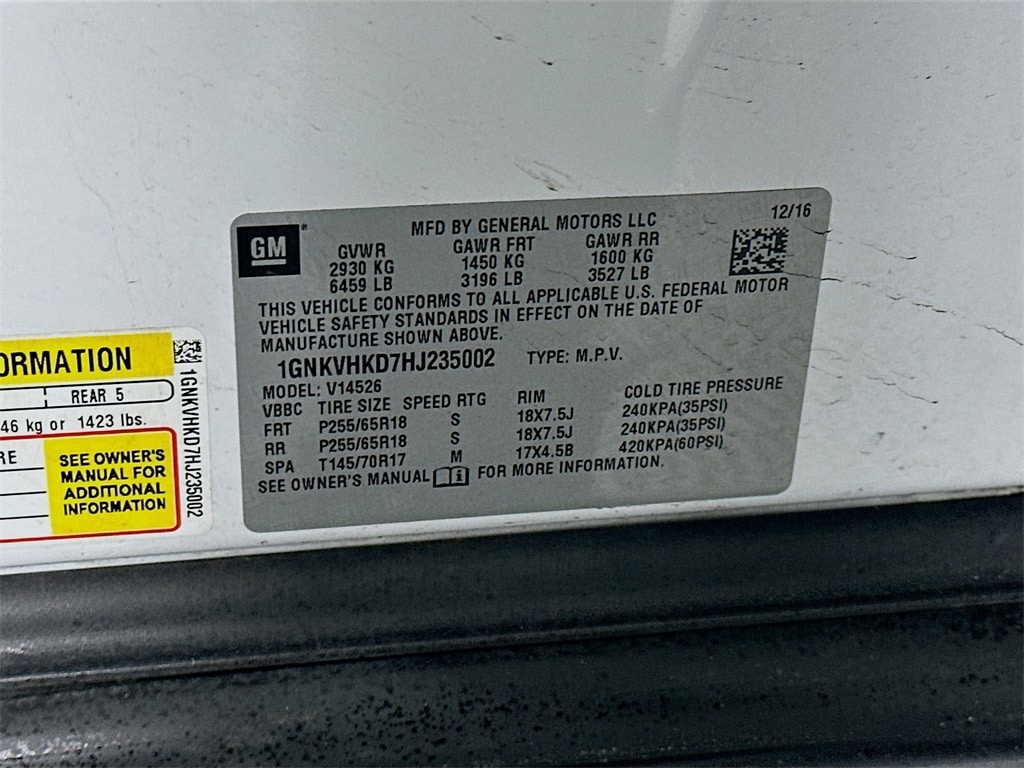 MFD BY GENERAL MOTORS LLC 12/16
GM
GVWR GAWR FRT GAWR RR
2930 KG 1450 KG 1600 KG
6459 LB 3196 LB 3527 LB
THIS VEHICLE CONFORMS TO ALL APPLICABLE U.S. FEDERAL MOTOR
VEHICLE SAFETY STANDARDS IN EFFECT ON THE DATE OF
MANUFACTURE SHOWN ABOVE.
1GNKVHKD7HJ235002 TYPE: M.P.V.
MODEL: V14526
VBBC TIRE SIZE SPEED RTG RIM COLD TIRE PRESSURE
FRT P255/65R18 S 18X7.5J 240KPA(35PSI)
RR P255/65R18 S 18X7.5J 240KPA(35PSI)
SPA T145/70R17 M 17X4.5B 420KPA(60PSI)
SEE OWNER'S MANUAL i FOR MORE INFORMATION.
ORMATION
REAR 5
46 kg or 1423 lbs.
RE
SEE OWNER'S
MANUAL FOR
ADDITIONAL
INFORMATION
1GNKVHKD7HJ235002